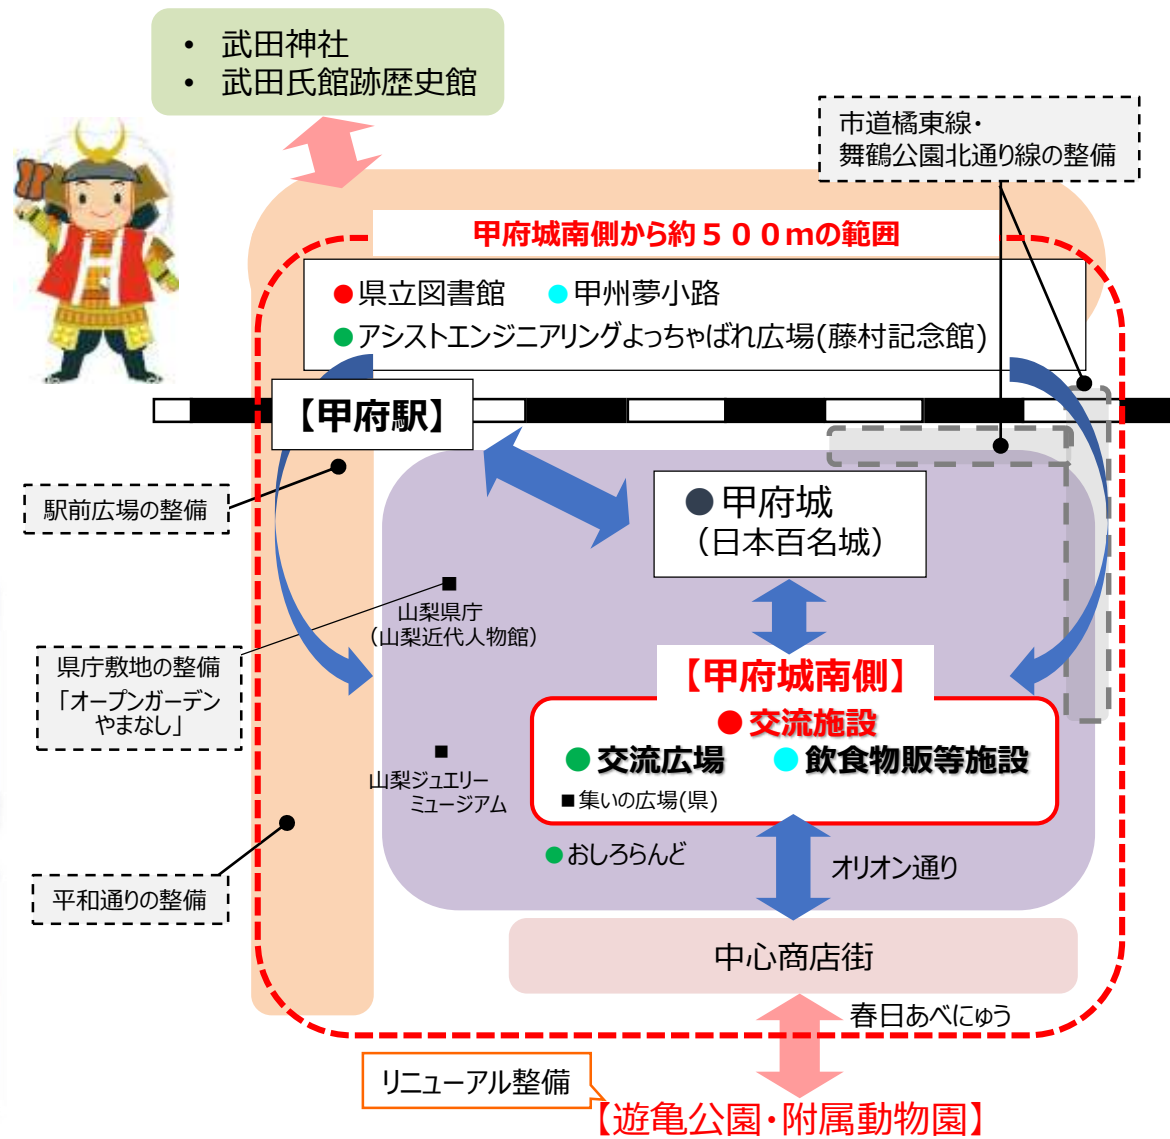 • 武田神社
• 武田氏館跡歴史館
市道橘東線・
舞鶴公園北通り線の整備
甲府城南側から約５００ｍの範囲
●県立図書館 ●甲州夢小路
●アシストエンジニアリングよっちゃばれ広場(藤村記念館)
【甲府駅】
駅前広場の整備
●甲府城
（日本百名城）
■
山梨県庁
（山梨近代人物館）
県庁敷地の整備
「オープンガーデン
やまなし」
【甲府城南側】
●交流施設
●交流広場 ●飲食物販等施設
■集いの広場(県)
■
山梨ジュエリー
ミュージアム
●おしろらんど
オリオン通り
平和通りの整備
中心商店街
春日あべにゅう
リニューアル整備
【遊亀公園・附属動物園】